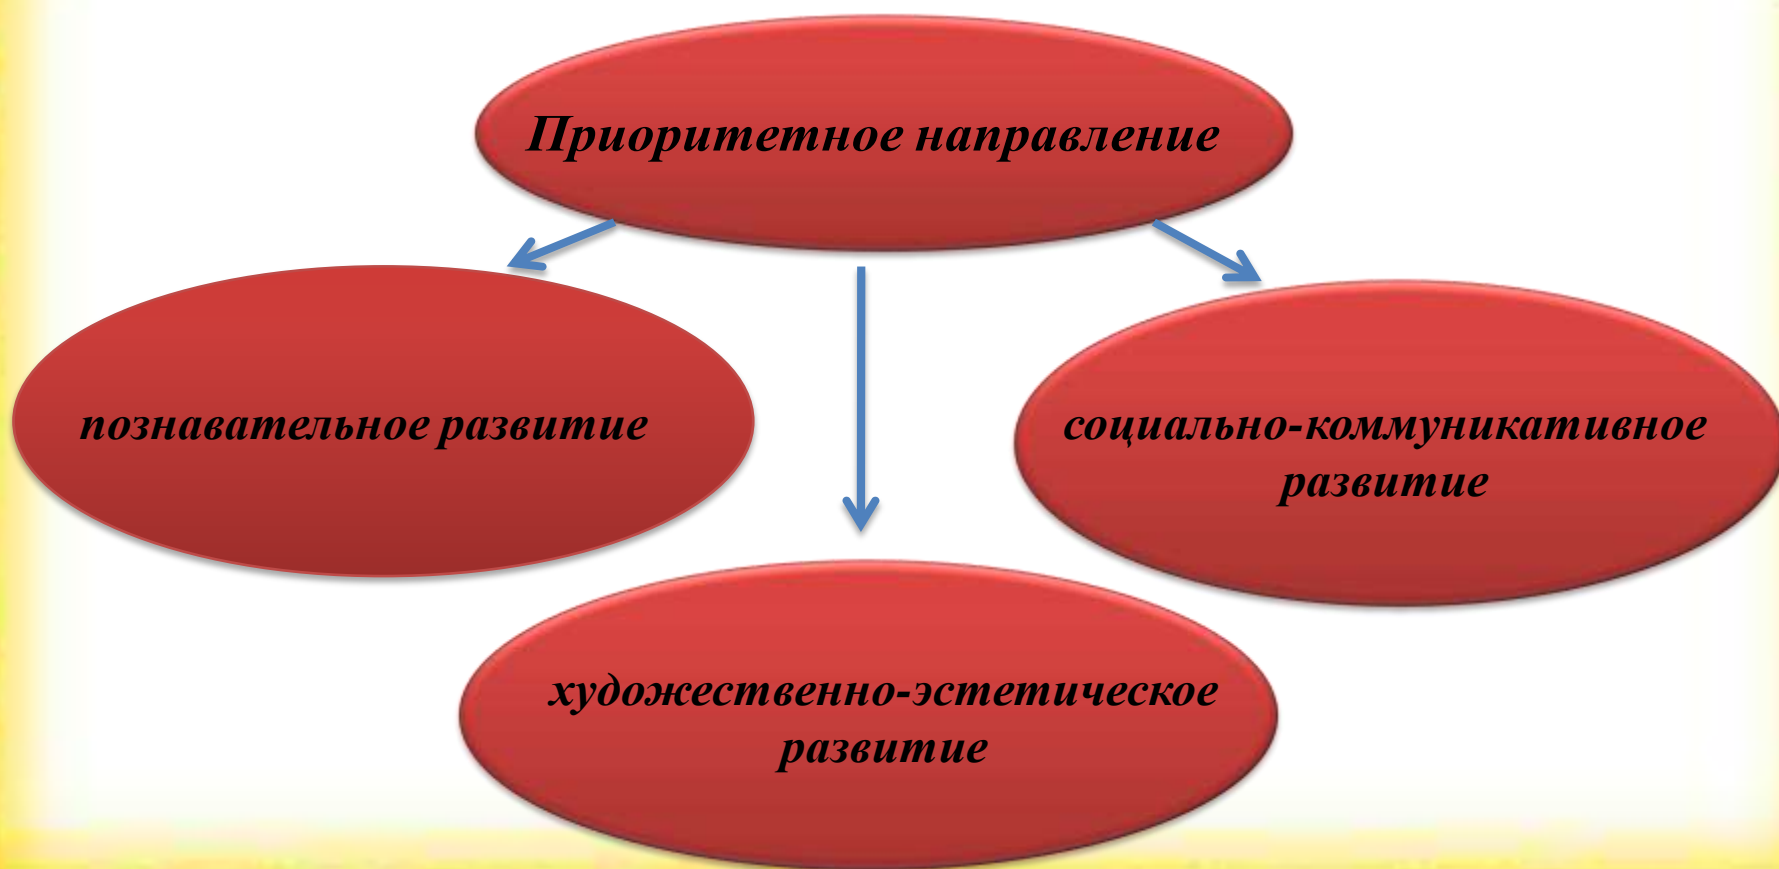 Приоритетное направление
познавательное развитие
социально-коммуникативное
развитие
художественно-эстетическое
развитие